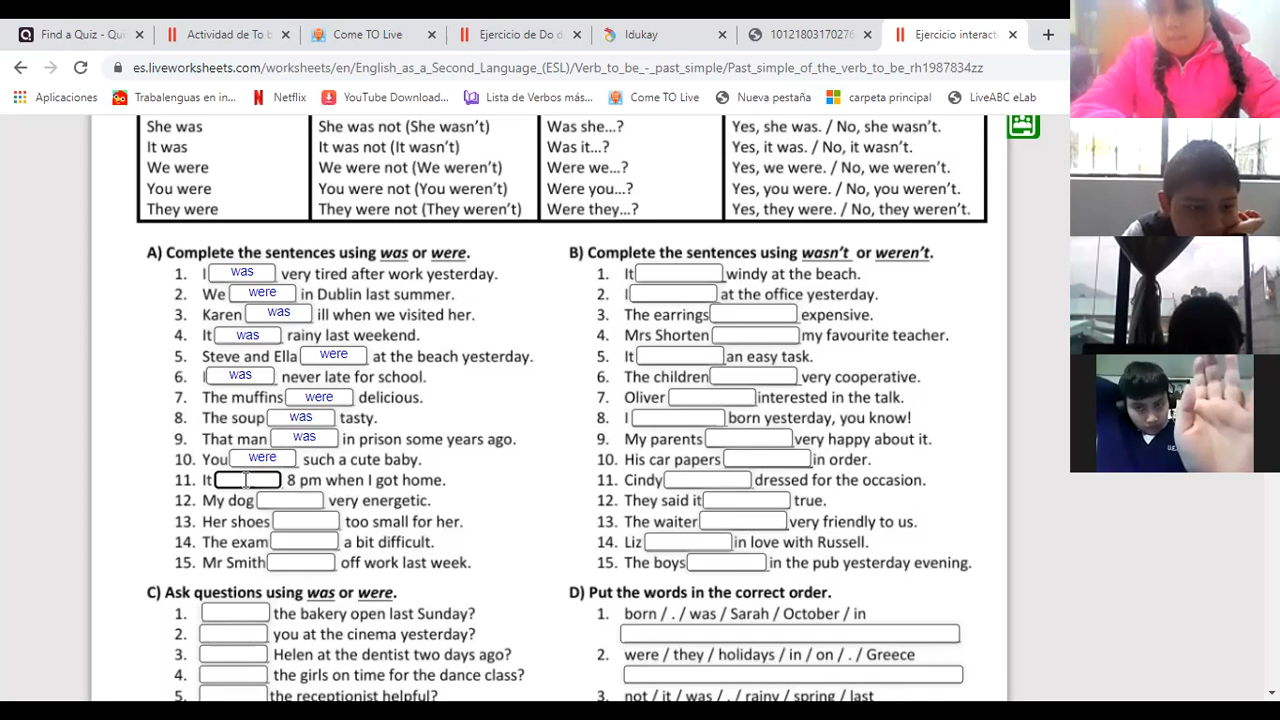 Find a Quiz - Qui
Actividad de To b
Come TO Live
Ejercicio de Do d
Idukay
10121803170276
Ejercicio interacti
es.liveworksheets.com/worksheets/en/English_as_a_Second_Language_(ESL)/Verb_to_be_-_past_simple/Past_simple_of_the_verb_to_be_rh1987834zz
Aplicaciones
Trabalenguas en in...
Netflix
YouTube Download...
Lista de Verbos más...
Come TO Live
Nueva pestaña
carpeta principal
LiveABC eLab
She was She was not (She wasn't) Was she...? Yes, she was. / No, she wasn't.
It was It was not (It wasn't) Was it...? Yes, it was. / No, it wasn't.
We were We were not (We weren't) Were we...? Yes, we were. / No, we weren't.
You were You were not (You weren't) Were you...? Yes, you were. / No, you weren't.
They were They were not (They weren't) Were they...? Yes, they were. / No, they weren't.
A) Complete the sentences using was or were.
1. I was very tired after work yesterday.
2. We were in Dublin last summer.
3. Karen was ill when we visited her.
4. It was rainy last weekend.
5. Steve and Ella were at the beach yesterday.
6. I was never late for school.
7. The muffins were delicious.
8. The soup was tasty.
9. That man was in prison some years ago.
10. You were such a cute baby.
11. It 8 pm when I got home.
12. My dog very energetic.
13. Her shoes too small for her.
14. The exam a bit difficult.
15. Mr Smith off work last week.
B) Complete the sentences using wasn't or weren't.
1. It windy at the beach.
2. I at the office yesterday.
3. The earrings expensive.
4. Mrs Shorten my favourite teacher.
5. It an easy task.
6. The children very cooperative.
7. Oliver interested in the talk.
8. I born yesterday, you know!
9. My parents very happy about it.
10. His car papers in order.
11. Cindy dressed for the occasion.
12. They said it true.
13. The waiter very friendly to us.
14. Liz in love with Russell.
15. The boys in the pub yesterday evening.
C) Ask questions using was or were.
1. the bakery open last Sunday?
2. you at the cinema yesterday?
3. Helen at the dentist two days ago?
4. the girls on time for the dance class?
5. the receptionist helpful?
D) Put the words in the correct order.
1. born / . / was / Sarah / October / in
2. were / they / holidays / in / on / . / Greece
3. not / it / was / . / rainy / spring / last